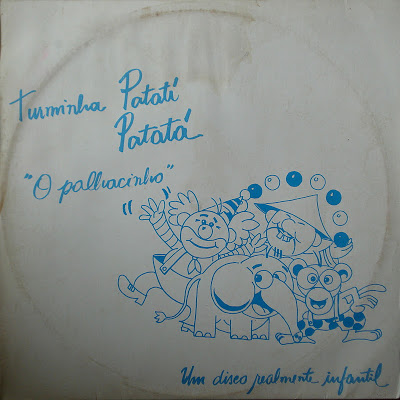 Turminha Patatí
Patatá
"O palhacinho"
Um disco realmente infantil